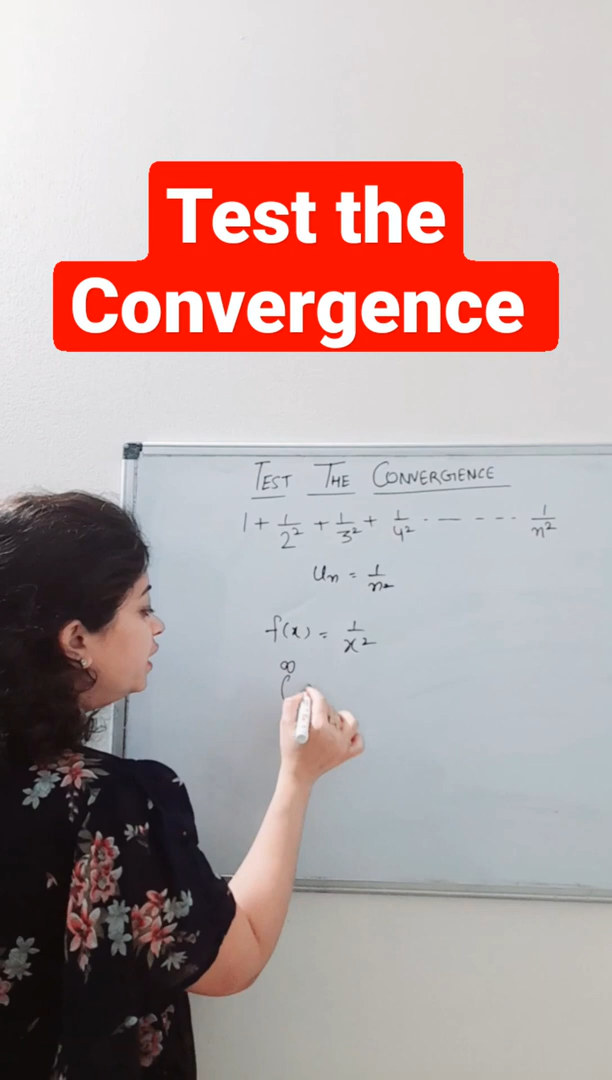 Test the
Convergence
TEST THE CONVERGENCE
1 + 1/2² + 1/3² + 1/4² - - - - - - 1/n²
Un = 1/n²
f(x) = 1/x²
∞
∫